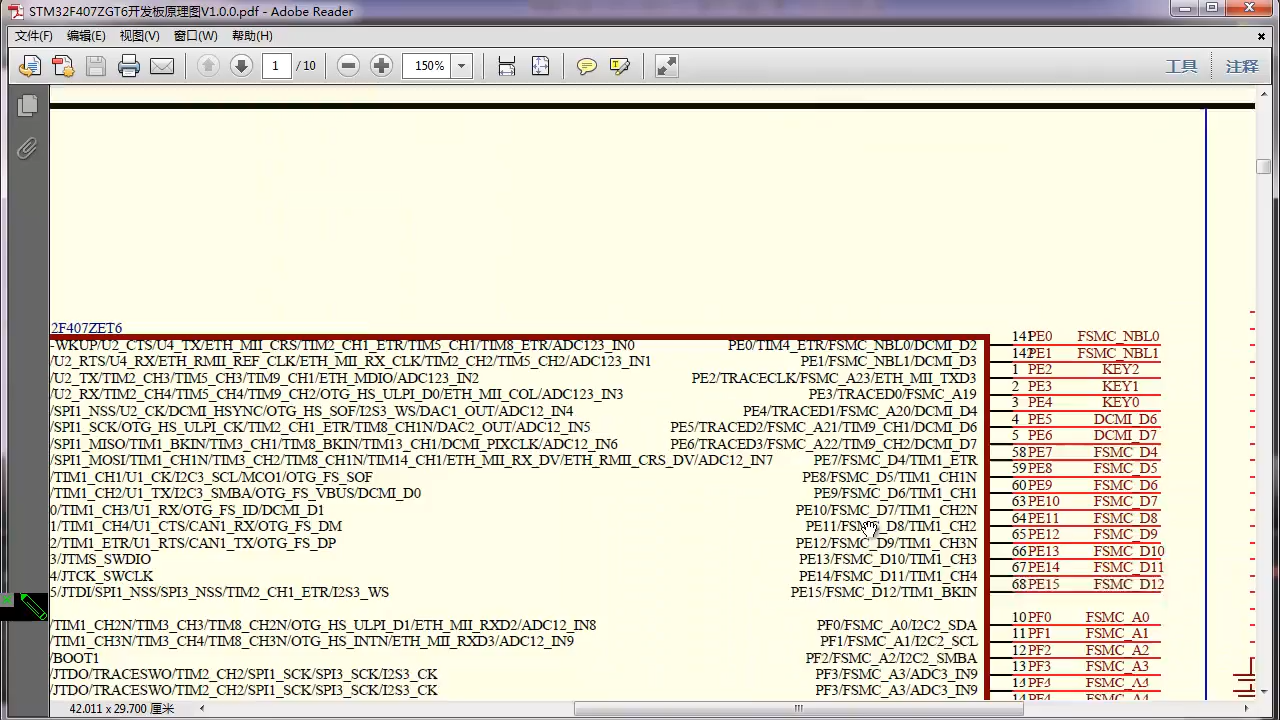 STM32F407ZGT6开发板原理图V1.0.0.pdf - Adobe Reader
文件(F) 编辑(E) 视图(V) 窗口(W) 帮助(H)
1 / 10 150% 工具 注释
2F407ZET6
-WKUP/U2_CTS/U4_TX/ETH_MII_CRS/TIM2_CH1_ETR/TIM5_CH1/TIM8_ETR/ADC123_IN0 PE0/TIM4_ETR/FSMC_NBL0/DCMI_D2 141 PE0 FSMC_NBL0
/U2_RTS/U4_RX/ETH_RMII_REF_CLK/ETH_MII_RX_CLK/TIM2_CH2/TIM5_CH2/ADC123_IN1 PE1/FSMC_NBL1/DCMI_D3 142 PE1 FSMC_NBL1
/U2_TX/TIM2_CH3/TIM5_CH3/TIM9_CH1/ETH_MDIO/ADC123_IN2 PE2/TRACECLK/FSMC_A23/ETH_MII_TXD3 1 PE2 KEY2
/U2_RX/TIM2_CH4/TIM5_CH4/TIM9_CH2/OTG_HS_ULPI_D0/ETH_MII_COL/ADC123_IN3 PE3/TRACED0/FSMC_A19 2 PE3 KEY1
/SPI1_NSS/U2_CK/DCMI_HSYNC/OTG_HS_SOF/I2S3_WS/DAC1_OUT/ADC12_IN4 PE4/TRACED1/FSMC_A20/DCMI_D4 3 PE4 KEY0
/SPI1_SCK/OTG_HS_ULPI_CK/TIM2_CH1_ETR/TIM8_CH1N/DAC2_OUT/ADC12_IN5 PE5/TRACED2/FSMC_A21/TIM9_CH1/DCMI_D6 4 PE5 DCMI_D6
/SPI1_MISO/TIM1_BKIN/TIM3_CH1/TIM8_BKIN/TIM13_CH1/DCMI_PIXCLK/ADC12_IN6 PE6/TRACED3/FSMC_A22/TIM9_CH2/DCMI_D7 5 PE6 DCMI_D7
/SPI1_MOSI/TIM1_CH1N/TIM3_CH2/TIM8_CH1N/TIM14_CH1/ETH_MII_RX_DV/ETH_RMII_CRS_DV/ADC12_IN7 PE7/FSMC_D4/TIM1_ETR 58 PE7 FSMC_D4
/TIM1_CH1/U1_CK/I2C3_SCL/MCO1/OTG_FS_SOF PE8/FSMC_D5/TIM1_CH1N 59 PE8 FSMC_D5
/TIM1_CH2/U1_TX/I2C3_SMBA/OTG_FS_VBUS/DCMI_D0 PE9/FSMC_D6/TIM1_CH1 60 PE9 FSMC_D6
0/TIM1_CH3/U1_RX/OTG_FS_ID/DCMI_D1 PE10/FSMC_D7/TIM1_CH2N 63 PE10 FSMC_D7
1/TIM1_CH4/U1_CTS/CAN1_RX/OTG_FS_DM PE11/FSMC_D8/TIM1_CH2 64 PE11 FSMC_D8
2/TIM1_ETR/U1_RTS/CAN1_TX/OTG_FS_DP PE12/FSMC_D9/TIM1_CH3N 65 PE12 FSMC_D9
3/JTMS_SWDIO PE13/FSMC_D10/TIM1_CH3 66 PE13 FSMC_D10
4/JTCK_SWCLK PE14/FSMC_D11/TIM1_CH4 67 PE14 FSMC_D11
5/JTDI/SPI1_NSS/SPI3_NSS/TIM2_CH1_ETR/I2S3_WS PE15/FSMC_D12/TIM1_BKIN 68 PE15 FSMC_D12
/TIM1_CH2N/TIM3_CH3/TIM8_CH2N/OTG_HS_ULPI_D1/ETH_MII_RXD2/ADC12_IN8 PF0/FSMC_A0/I2C2_SDA 10 PF0 FSMC_A0
/TIM1_CH3N/TIM3_CH4/TIM8_CH3N/OTG_HS_INTN/ETH_MII_RXD3/ADC12_IN9 PF1/FSMC_A1/I2C2_SCL 11 PF1 FSMC_A1
/BOOT1 PF2/FSMC_A2/I2C2_SMBA 12 PF2 FSMC_A2
/JTDO/TRACESWO/TIM2_CH2/SPI1_SCK/SPI3_SCK/I2S3_CK PF3/FSMC_A3/ADC3_IN9 13 PF3 FSMC_A3
/JTDO/TRACESWO/TIM2_CH2/SPI1_SCK/SPI3_SCK/I2S3_CK PF3/FSMC_A3/ADC3_IN9 14 PF4 FSMC_A4
42.011 x 29.700 厘米